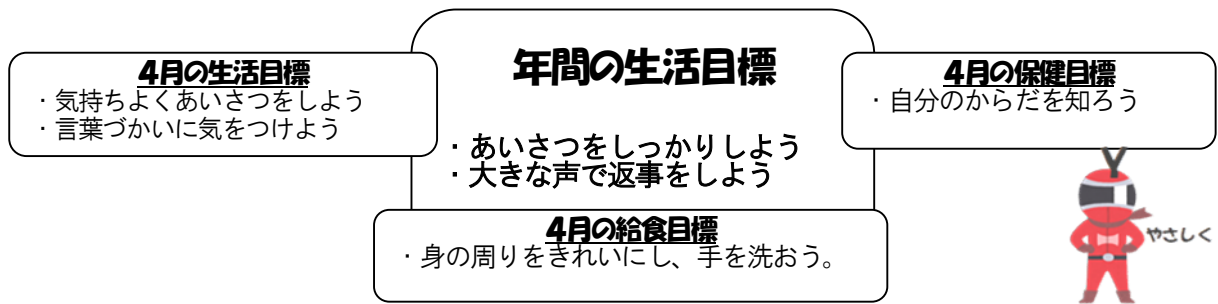 年間の生活目標
・あいさつをしっかりしよう
・大きな声で返事をしよう
4月の生活目標
・気持ちよくあいさつをしよう
・言葉づかいに気をつけよう
4月の保健目標
・自分のからだを知ろう
4月の給食目標
・身の周りをきれいにし、手を洗おう。
やさしく